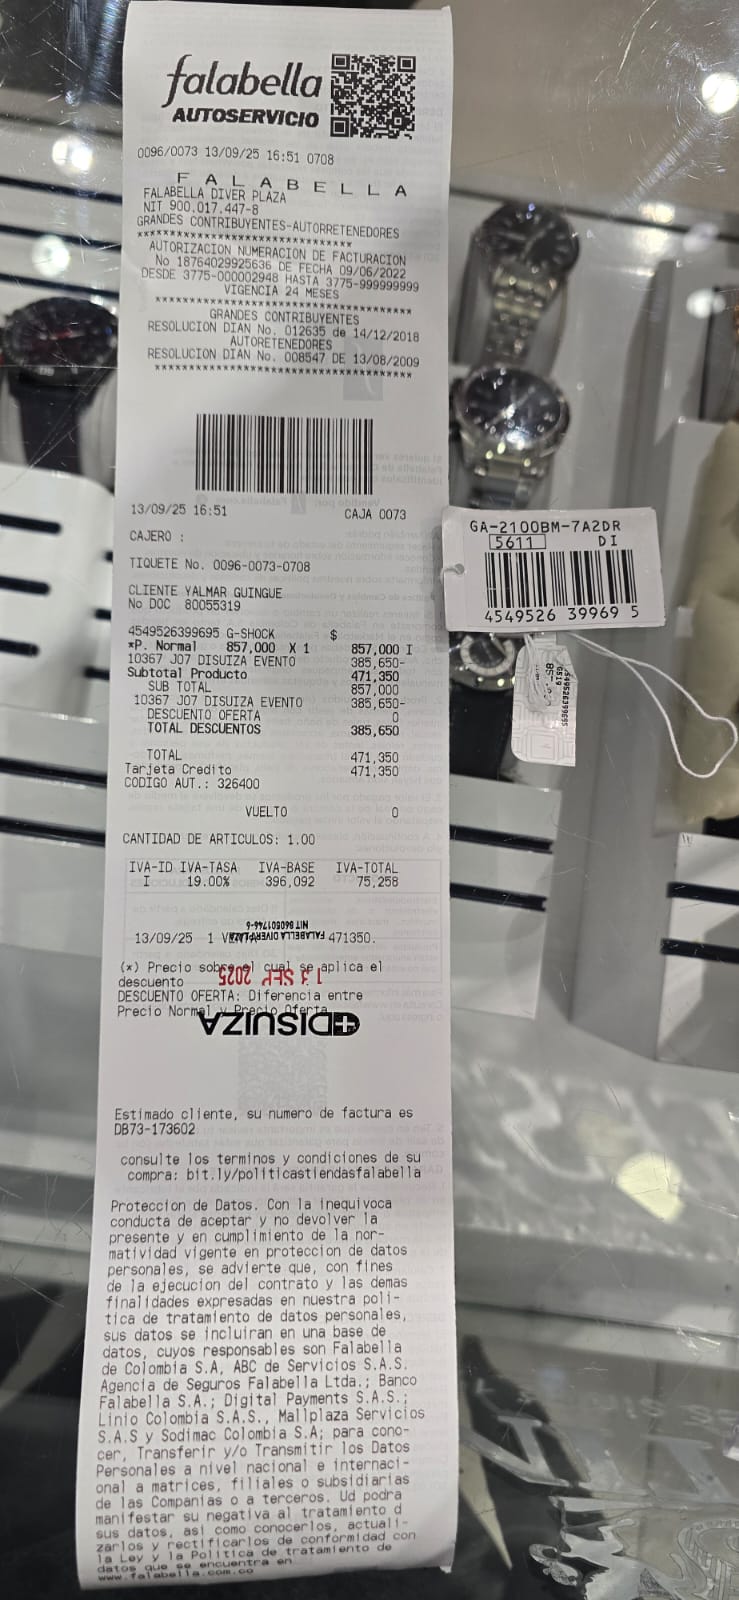 falabella
AUTOSERVICIO
0096/0073 13/09/25 16:51 0708
F A L A B E L L A
FALABELLA DIVER PLAZA
NIT 900.017.447-8
GRANDES CONTRIBUYENTES-AUTORRETENEDORES
AUTORIZACION NUMERACION DE FACTURACION
No 18764029925636 DE FECHA 09/06/2022
DESDE 3775-000002948 HASTA 3775-999999999
VIGENCIA 24 MESES
GRANDES CONTRIBUYENTES
RESOLUCION DIAN No. 012635 de 14/12/2018
AUTORETENEDORES
RESOLUCION DIAN No. 008547 DE 13/08/2009
13/09/25 16:51 CAJA 0073
CAJERO :
TIQUETE No. 0096-0073-0708
CLIENTE YALMAR GUINGUE
No DOC 80055319
4549526399695 G-SHOCK $
*P. Normal 857,000 X 1 857,000 I
10367 J07 DISUIZA EVENTO 385,650-
Subtotal Producto 471,350
SUB TOTAL 857,000
10367 J07 DISUIZA EVENTO 385,650-
DESCUENTO OFERTA 0
TOTAL DESCUENTOS 385,650
TOTAL 471,350
Tarjeta Credito 471,350
CODIGO AUT.: 326400
VUELTO 0
CANTIDAD DE ARTICULOS: 1.00
IVA-ID IVA-TASA IVA-BASE IVA-TOTAL
I 19.00% 396,092 75,258
NIT 860501746-6
FALABELLA DIVERPLAZA
13/09/25 1 471350.
(*) Precio sobre el cual se aplica el
descuento
13 SEP 2025
DESCUENTO OFERTA: Diferencia entre
Precio Normal y Precio Oferta
DISUIZA
Estimado cliente, su numero de factura es
DB73-173602
consulte los terminos y condiciones de su
compra: bit.ly/politicastiendasfalabella
Proteccion de Datos. Con la inequivoca
conducta de aceptar y no devolver la
presente y en cumplimiento de la nor-
matividad vigente en proteccion de datos
personales, se advierte que, con fines
de la ejecucion del contrato y las demas
finalidades expresadas en nuestra poli-
tica de tratamiento de datos personales,
sus datos se incluiran en una base de
datos, cuyos responsables son Falabella
de Colombia S.A, ABC de Servicios S.A.S.
Agencia de Seguros Falabella Ltda.; Banco
Falabella S.A.; Digital Payments S.A.S.;
Linio Colombia S.A.S., Mallplaza Servicios
S.A.S y Sodimac Colombia S.A; para cono-
cer, Transferir y/o Transmitir los Datos
Personales a nivel nacional e internaci-
onal a matrices, filiales o subsidiarias
de las Companias o a terceros. Ud podra
manifestar su negativa al tratamiento d
sus datos, asi como conocerlos, actuali-
zarlos y rectificarlos de conformidad con
la Ley y la Politica de tratamiento de
datos que se encuentra en
www.falabella.com.co
GA-2100BM-7A2DR
5611 DI
4549526 39969 5